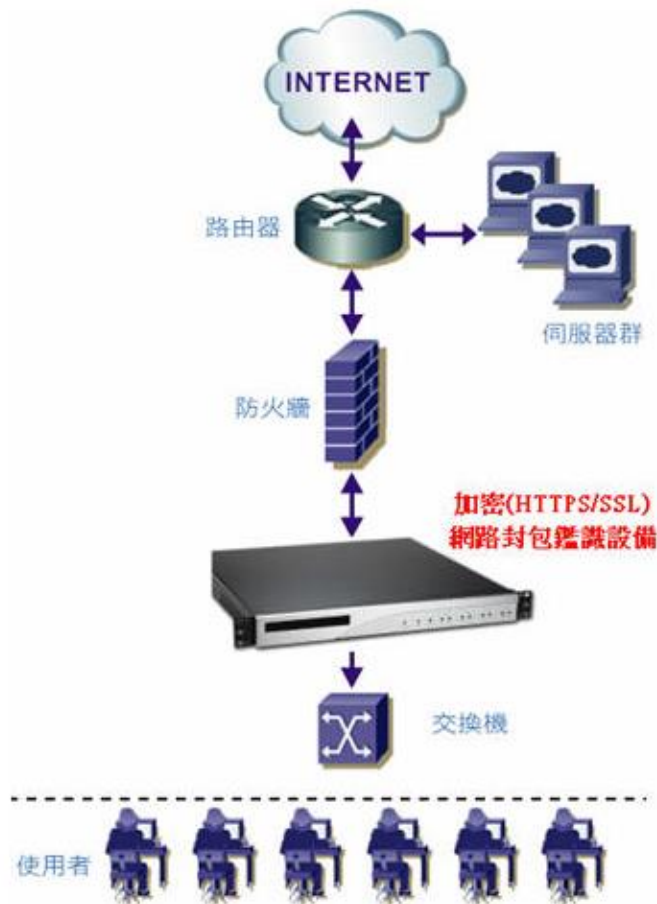 INTERNET
路由器
伺服器群
防火牆
加密(HTTPS/SSL)
網路封包鑑識設備
交換機
使用者